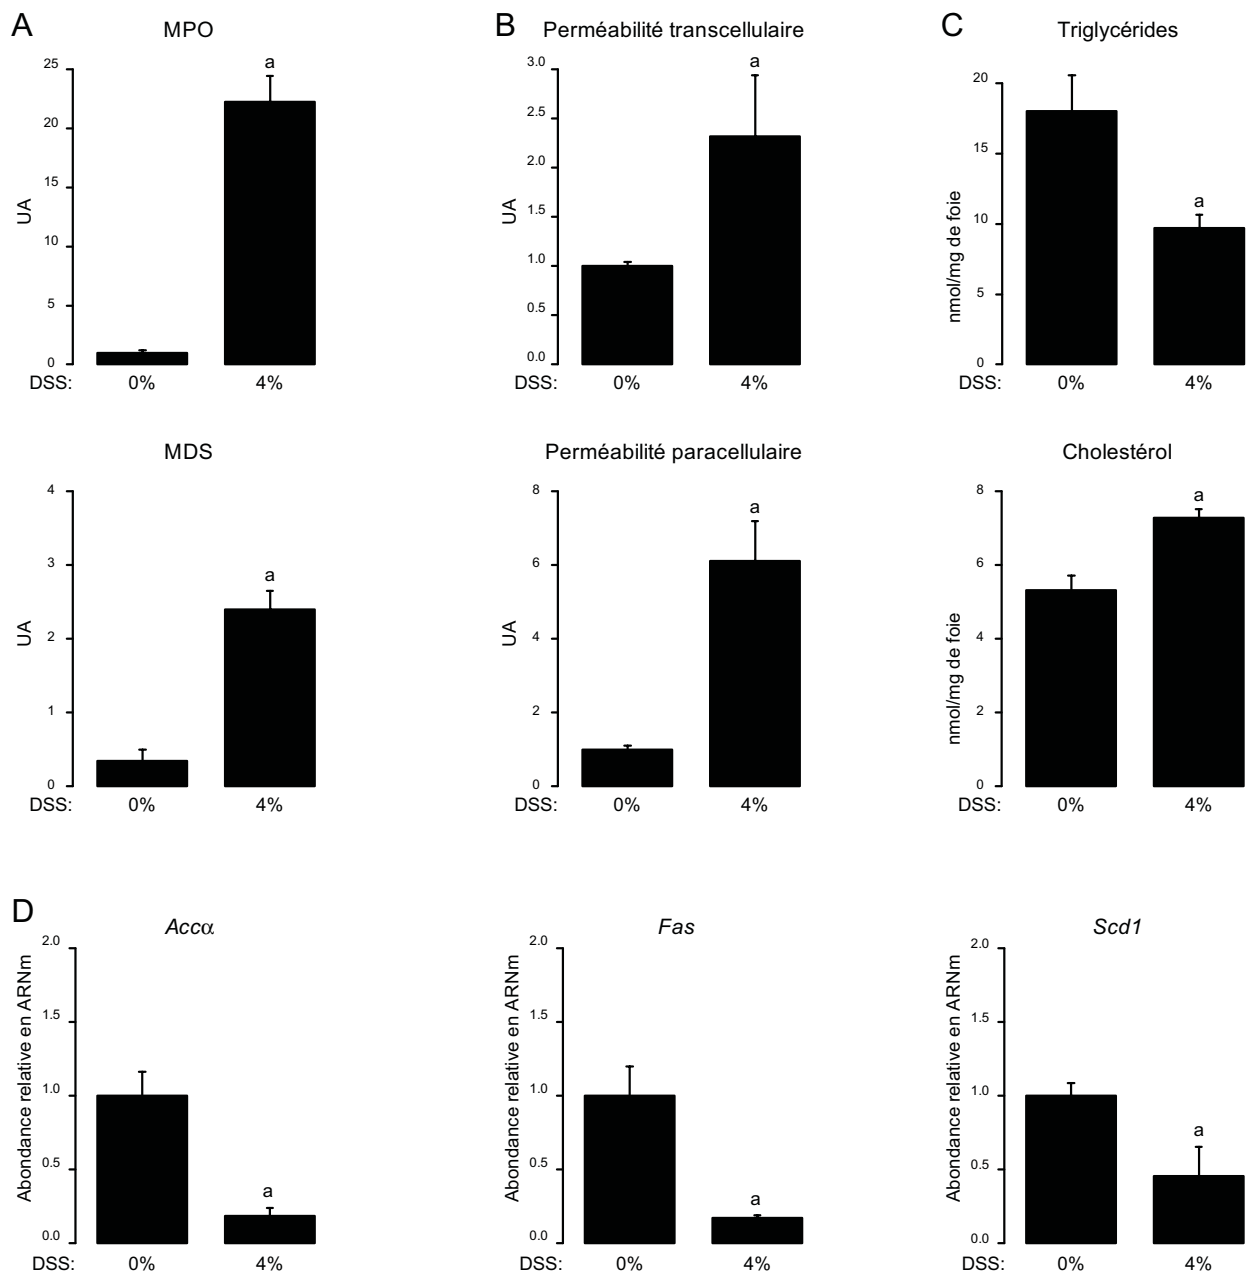 A
MPO
25
20
15
10
5
0
UA
DSS:
0%
4%
a
B
Perméabilité transcellulaire
3.0
2.5
2.0
1.5
1.0
0.5
0.0
UA
DSS:
0%
4%
a
C
Triglycérides
20
15
10
5
0
nmol/mg de foie
DSS:
0%
4%
a
MDS
4
3
2
1
0
UA
DSS:
0%
4%
a
Perméabilité paracellulaire
8
6
4
2
0
UA
DSS:
0%
4%
a
Cholestérol
8
6
4
2
0
nmol/mg de foie
DSS:
0%
4%
a
D
Accα
2.0
1.5
1.0
0.5
0.0
Abondance relative en ARNm
DSS:
0%
4%
a
Fas
2.0
1.5
1.0
0.5
0.0
Abondance relative en ARNm
DSS:
0%
4%
a
Scd1
2.0
1.5
1.0
0.5
0.0
Abondance relative en ARNm
DSS:
0%
4%
a